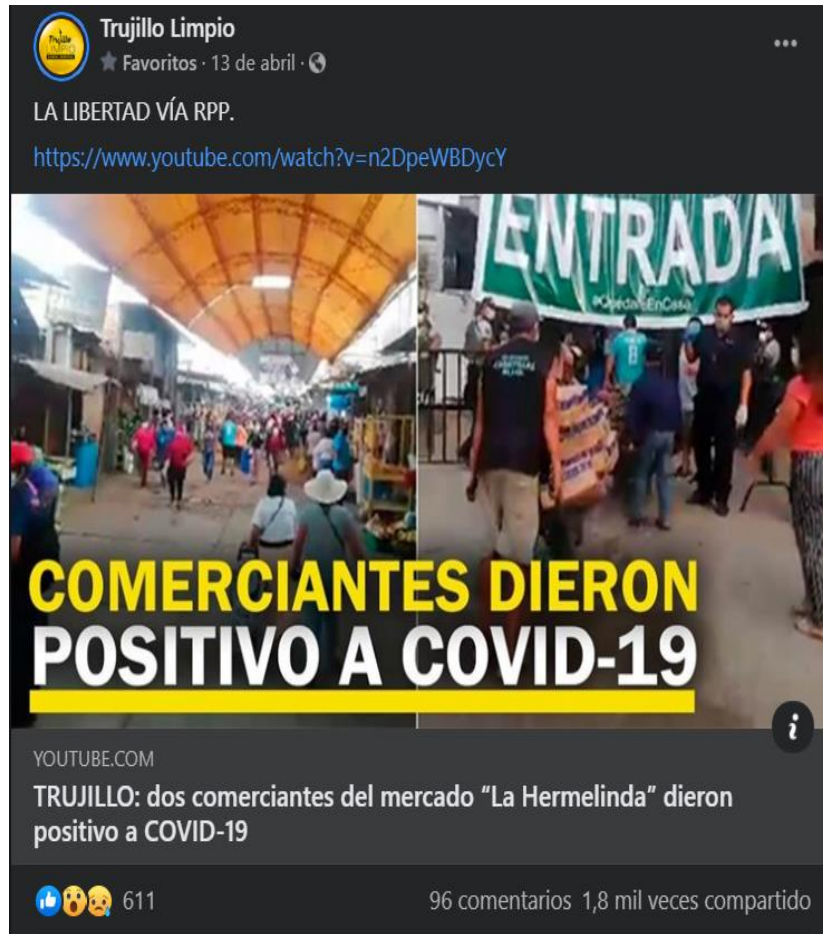 Trujillo Limpio
Favoritos · 13 de abril ·
LA LIBERTAD VÍA RPP.
https://www.youtube.com/watch?v=n2DpeWBDycY
ENTRADA
#QuedateEnCasa
COMERCIANTES DIERON
POSITIVO A COVID-19
YOUTUBE.COM
TRUJILLO: dos comerciantes del mercado “La Hermelinda” dieron
positivo a COVID-19
611
96 comentarios 1,8 mil veces compartido